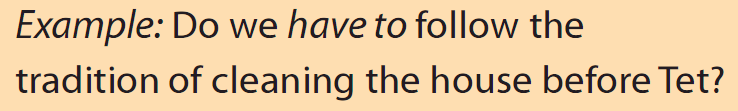 Example: Do we have to follow the
tradition of cleaning the house before Tet?